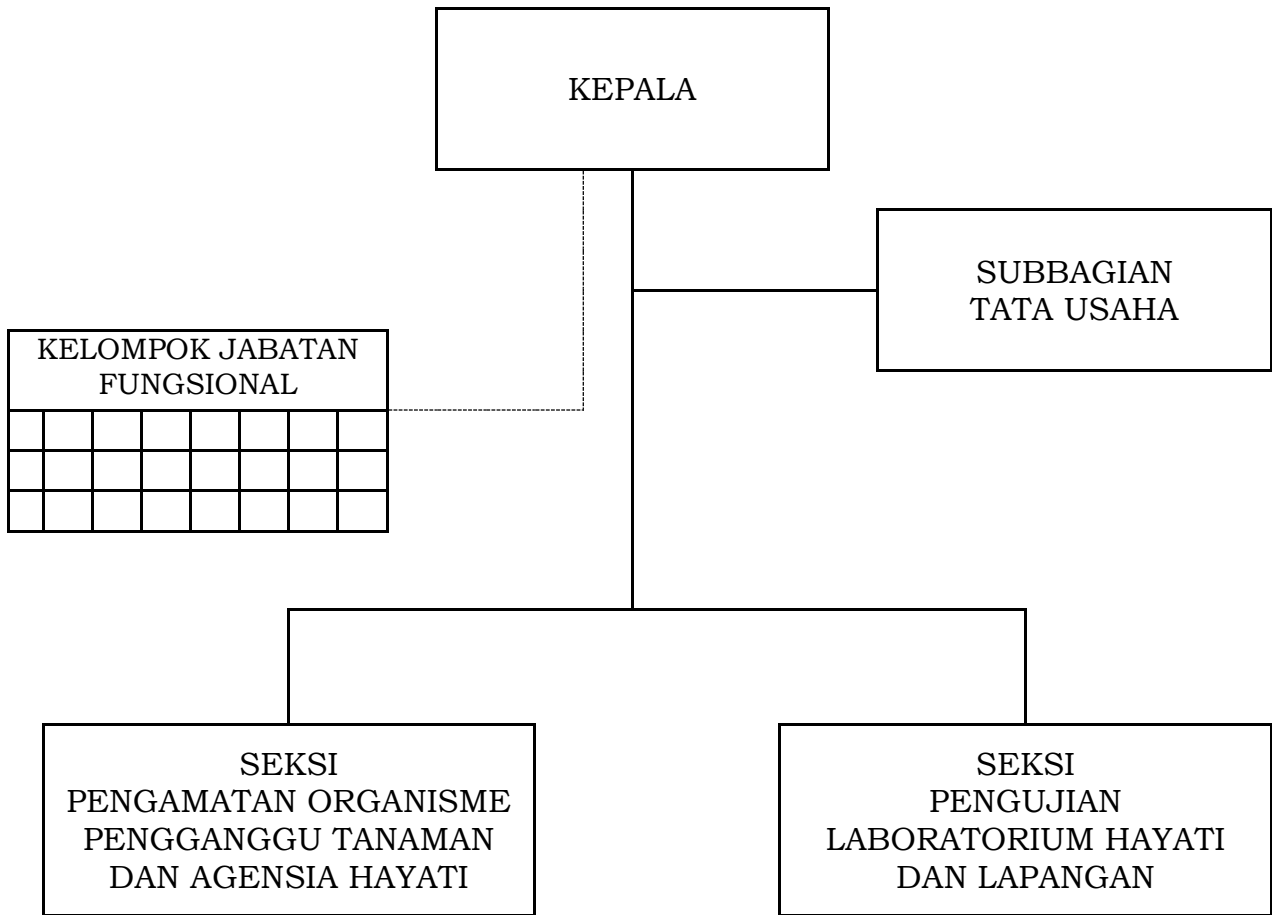 KEPALA
SUBBAGIAN
TATA USAHA
KELOMPOK JABATAN
FUNGSIONAL
SEKSI
PENGAMATAN ORGANISME
PENGGANGGU TANAMAN
DAN AGENSIA HAYATI
SEKSI
PENGUJIAN
LABORATORIUM HAYATI
DAN LAPANGAN